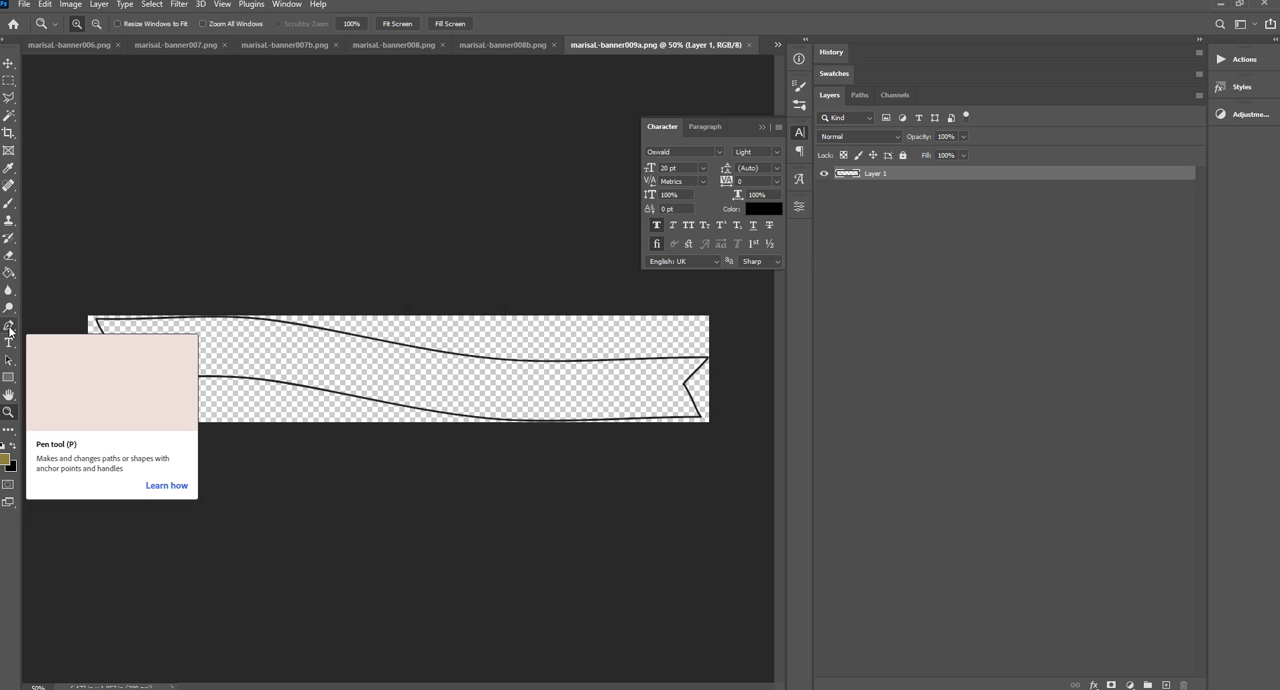 Ps File Edit Image Layer Type Select Filter 3D View Plugins Window Help
Resize Windows to Fit Zoom All Windows Scrubby Zoom 100% Fit Screen Fill Screen
marisaL-banner006.png × marisaL-banner007.png × marisaL-banner007b.png × marisaL-banner008.png × marisaL-banner008b.png × marisaL-banner009a.png @ 50% (Layer 1, RGB/8) ×
History
Actions
Swatches
Styles
Layers Paths Channels
Adjustme...
Kind
Character Paragraph
Normal Opacity: 100%
Oswald Light
Lock: Fill: 100%
20 pt (Auto)
Layer 1
Metrics 0
100% 100%
0 pt Color:
English: UK Sharp
Pen tool (P)
Makes and changes paths or shapes with
anchor points and handles
Learn how
50%